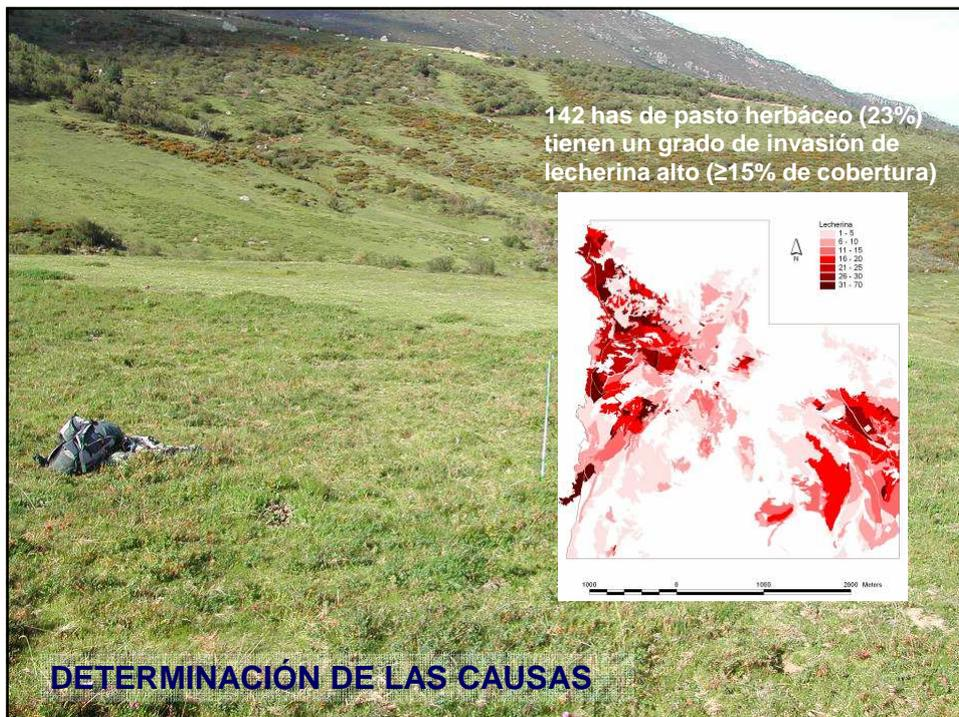 142 has de pasto herbáceo (23%)
tienen un grado de invasión de
lecherina alto (≥15% de cobertura)
Lecherina
1 - 5
6 - 10
11 - 15
16 - 20
21 - 25
26 - 30
31 - 70
N
1000 0 1000 2000 Meters
DETERMINACIÓN DE LAS CAUSAS